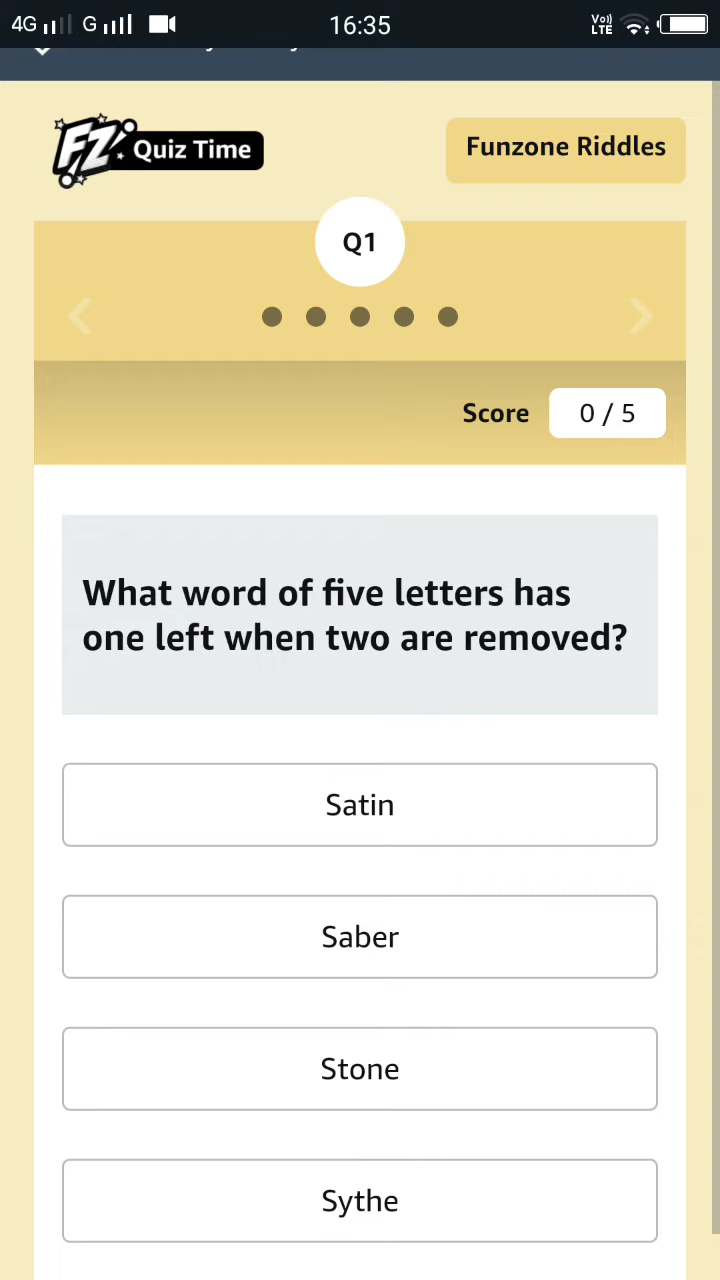 4G G 16:35 Vo)) LTE
FZ Quiz Time
Funzone Riddles
Q1
Score 0 / 5
What word of five letters has
one left when two are removed?
Satin
Saber
Stone
Sythe